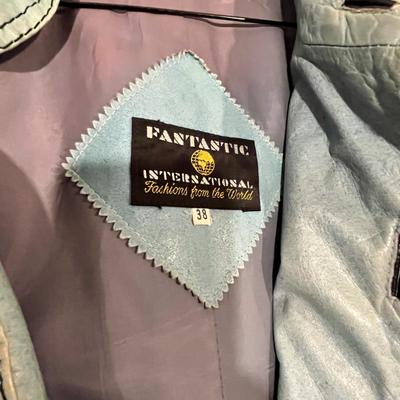 FANTASTIC
INTERNATIONAL
Fashions from the World
38